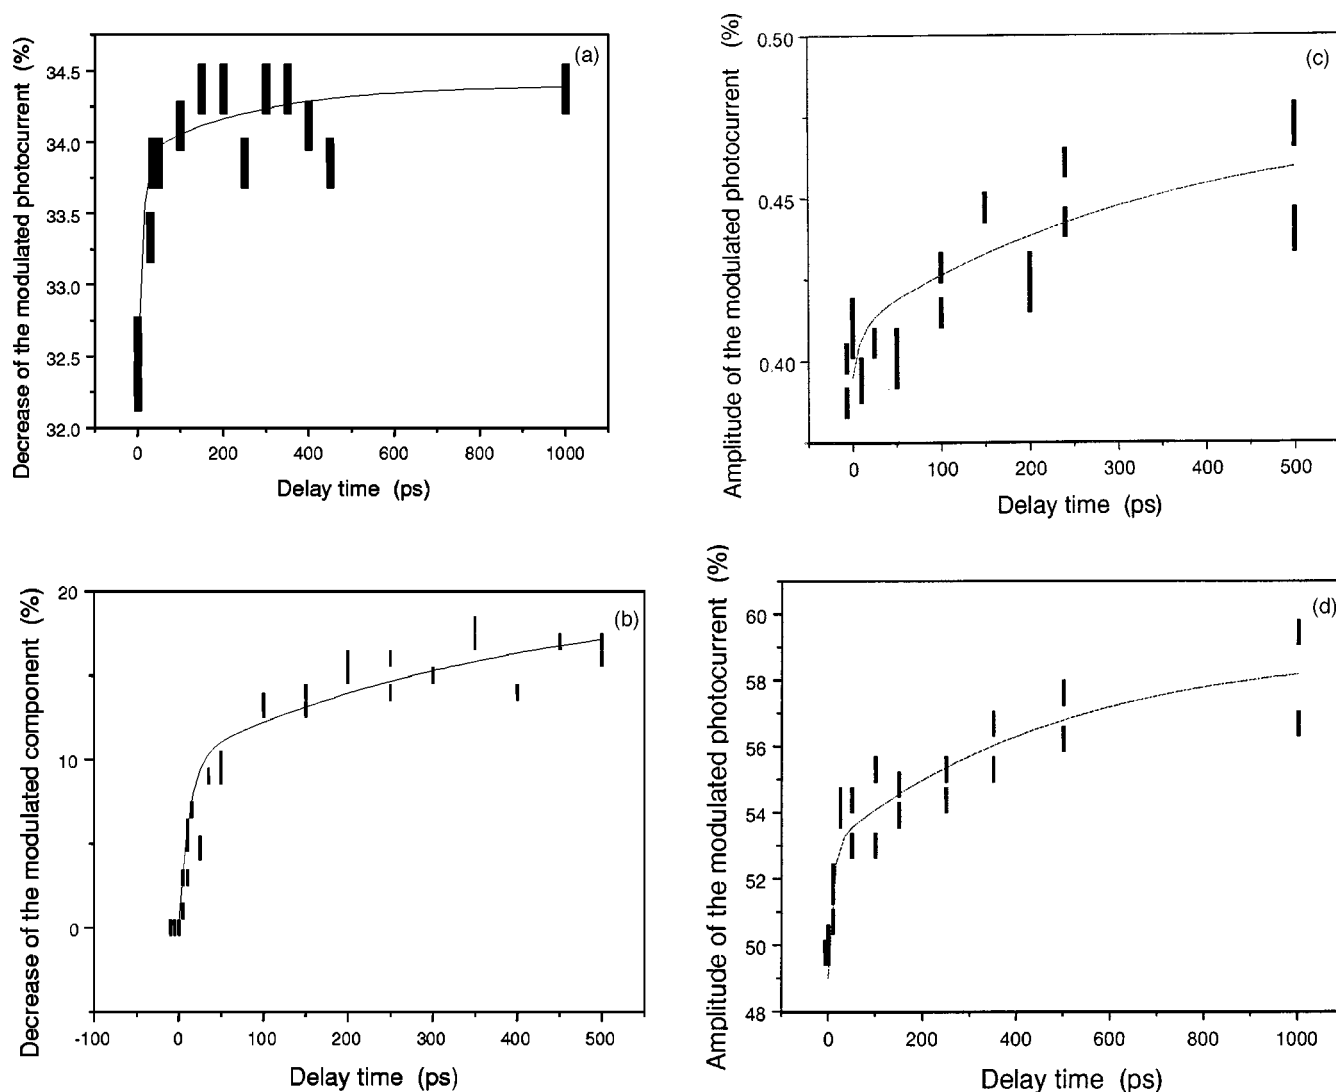 Decrease of the modulated photocurrent (%)
(a)
34.5
34.0
33.5
33.0
32.5
32.0
0 200 400 600 800 1000
Delay time (ps)
Amplitude of the modulated photocurrent (%)
(c)
0.50
0.45
0.40
0 100 200 300 400 500
Delay time (ps)
Decrease of the modulated component (%)
(b)
20
10
0
-100 0 100 200 300 400 500
Delay time (ps)
Amplitude of the modulated photocurrent (%)
(d)
60
58
56
54
52
50
48
0 200 400 600 800 1000
Delay time (ps)